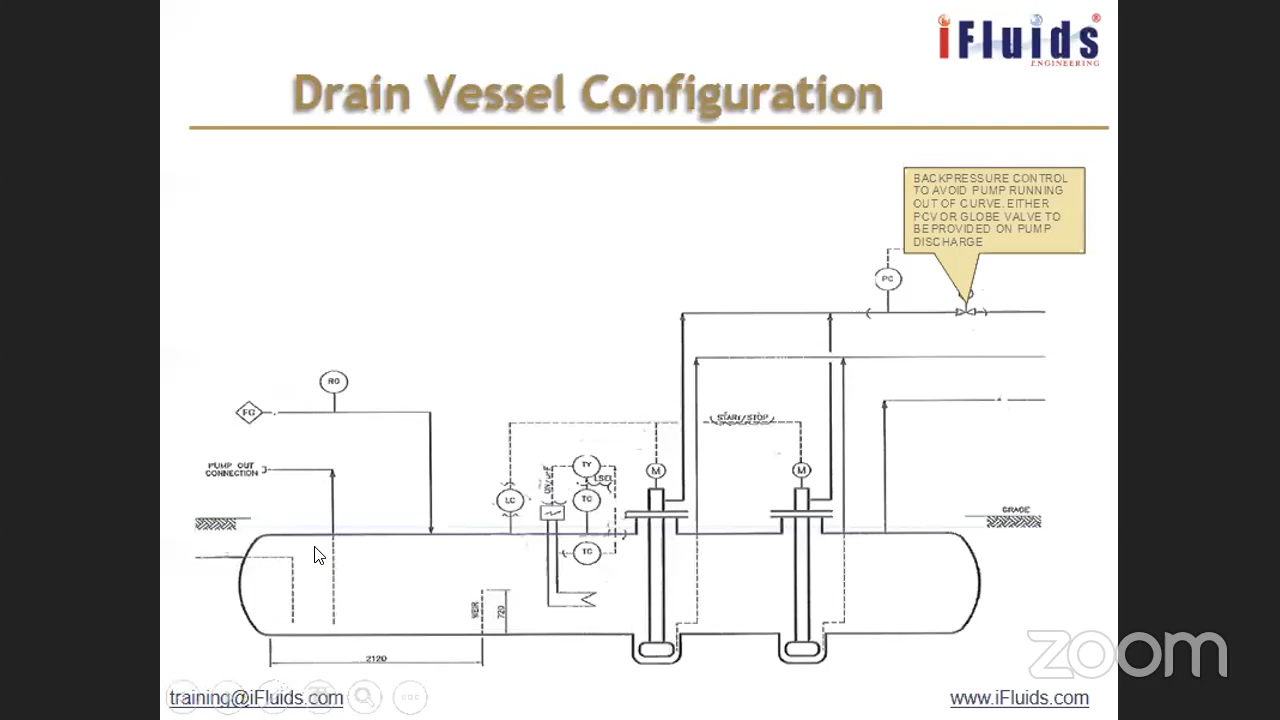 iFluids®
ENGINEERING
Drain Vessel Configuration
BACKPRESSURE CONTROL
TO AVOID PUMP RUNNING
OUT OF CURVE. EITHER
PCV OR GLOBE VALVE TO
BE PROVIDED ON PUMP
DISCHARGE
PC
RO
FG
START/STOP
PUMP OUT
CONNECTION
TY
M
M
LSEL
LC
TC
GRADE
TC
WEIR
720
2120
zoom
training@iFluids.com
www.iFluids.com